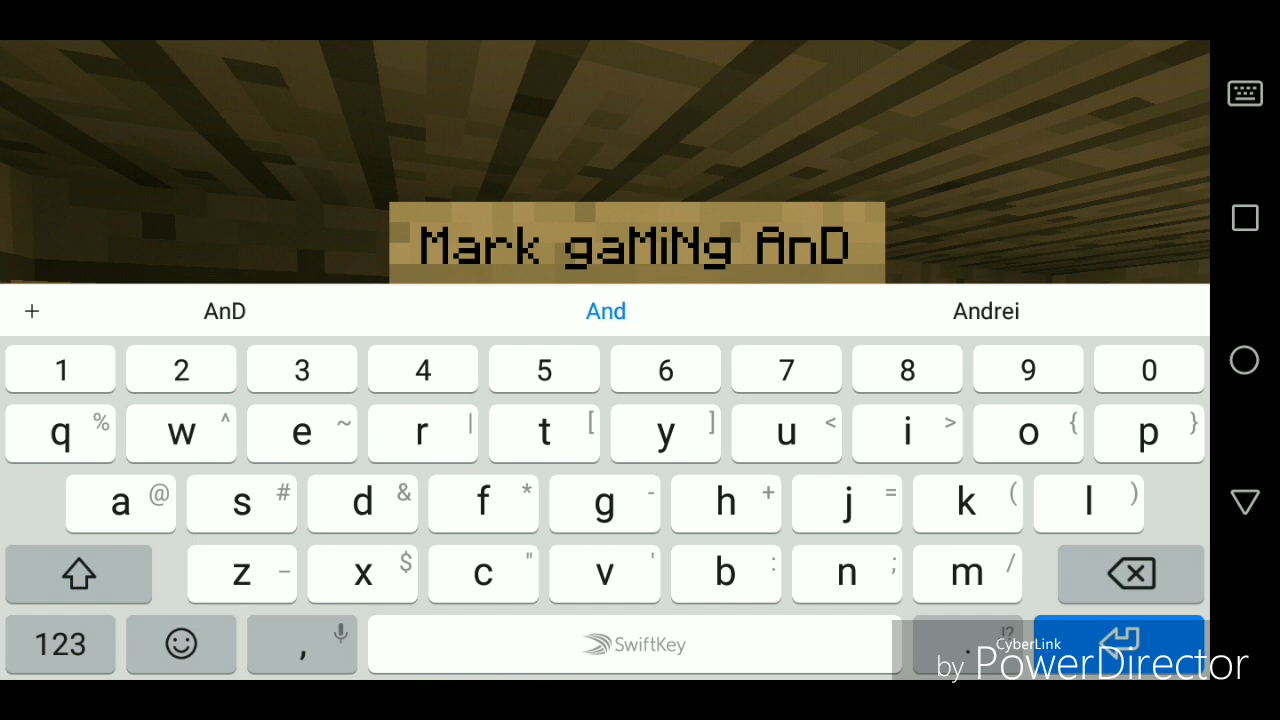 Mark gaMiNg AnD
+ AnD And Andrei
1 2 3 4 5 6 7 8 9 0
q % w ^ e ~ r | t [ y ] u < i > o { p }
a @ s # d & f * g - h + j = k ( l )
z _ x $ c " v ' b : n ; m /
123 , SwiftKey . !?
CyberLink
by PowerDirector